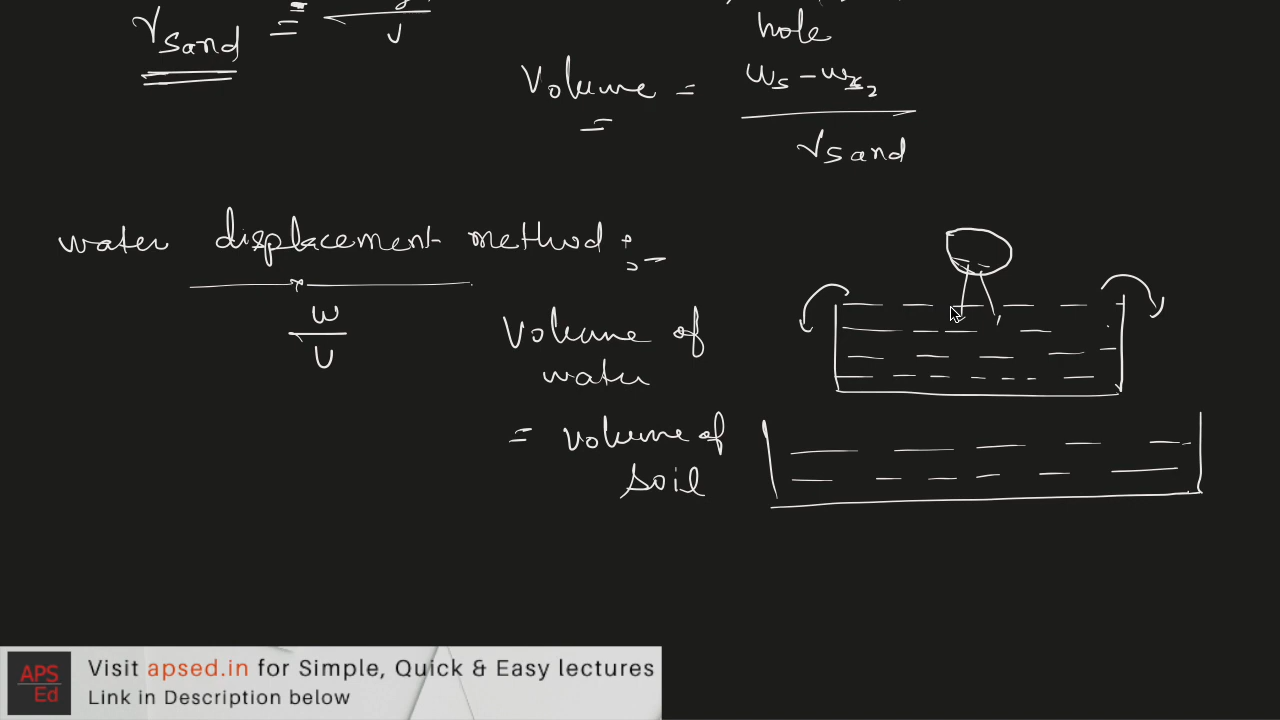 hole
γsand =
v
Volume = ws - w2
γsand
water displacement method :-
w
v
Volume of
water
= volume of
soil
APS
Ed
Visit apsed.in for Simple, Quick & Easy lectures
Link in Description below